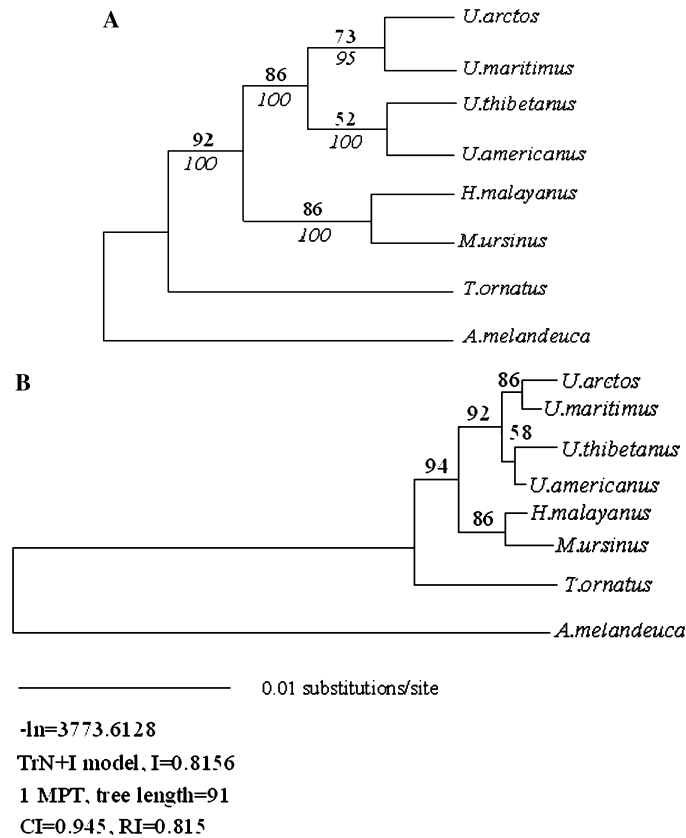 A
U.arctos
73
95
U.maritimus
86
100
U.thibetanus
52
100
92
100
U.americanus
H.malayanus
86
100
M.ursinus
T.ornatus
A.melandeuca
B
86
U.arctos
U.maritimus
92
58
U.thibetanus
94
U.americanus
86
H.malayanus
M.ursinus
T.ornatus
A.melandeuca
0.01 substitutions/site
-ln=3773.6128
TrN+I model, I=0.8156
1 MPT, tree length=91
CI=0.945, RI=0.815